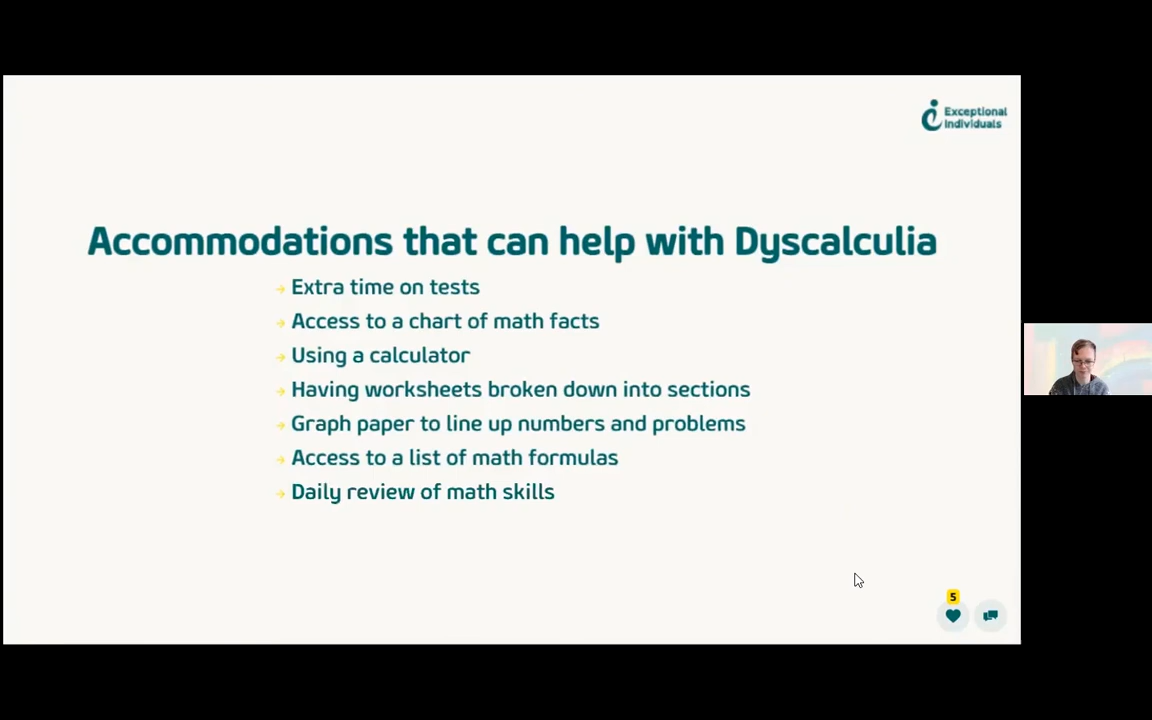 Exceptional
Individuals
Accommodations that can help with Dyscalculia
→ Extra time on tests
→ Access to a chart of math facts
→ Using a calculator
→ Having worksheets broken down into sections
→ Graph paper to line up numbers and problems
→ Access to a list of math formulas
→ Daily review of math skills
5